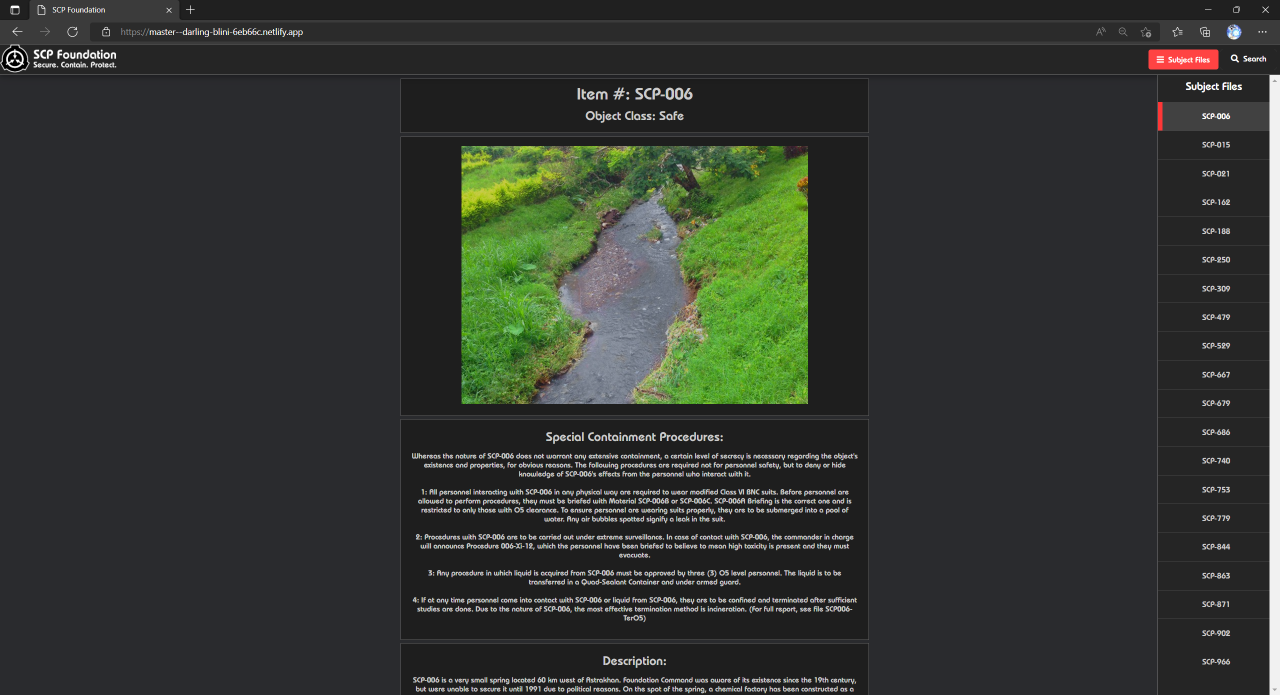 SCP Foundation
https://master--darling-blini-6eb66c.netlify.app
SCP Foundation
Secure. Contain. Protect.
Subject Files
Search
Item #: SCP-006
Object Class: Safe
Special Containment Procedures:
Whereas the nature of SCP-006 does not warrant any extensive containment, a certain level of secrecy is necessary regarding the object's
existence and properties, for obvious reasons. The following procedures are required not for personnel safety, but to deny or hide
knowledge of SCP-006's effects from the personnel who interact with it.
1: All personnel interacting with SCP-006 in any physical way are required to wear modified Class VI BNC suits. Before personnel are
allowed to perform procedures, they must be briefed with Material SCP-006B or SCP-006C. SCP-006A Briefing is the correct one and is
restricted to only those with O5 clearance. To ensure personnel are wearing suits properly, they are to be submerged into a pool of
water. Any air bubbles spotted signify a leak in the suit.
2: Procedures with SCP-006 are to be carried out under extreme surveillance. In case of contact with SCP-006, the commander in charge
will announce Procedure 006-Xi-12, which the personnel have been briefed to believe to mean high toxicity is present and they must
evacuate.
3: Any procedure in which liquid is acquired from SCP-006 must be approved by three (3) O5 level personnel. The liquid is to be
transferred in a Quad-Sealant Container and under armed guard.
4: If at any time personnel come into contact with SCP-006 or liquid from SCP-006, they are to be confined and terminated after sufficient
studies are done. Due to the nature of SCP-006, the most effective termination method is incineration. (for full report, see file SCP006-
TerO5)
Description:
SCP-006 is a very small spring located 60 km west of Astrakhan. Foundation Command was aware of its existence since the 19th century,
but were unable to secure it until 1991 due to political reasons. On the spot of the spring, a chemical factory has been constructed as a
Subject Files
SCP-006
SCP-015
SCP-021
SCP-162
SCP-188
SCP-250
SCP-309
SCP-479
SCP-529
SCP-667
SCP-679
SCP-686
SCP-740
SCP-753
SCP-779
SCP-844
SCP-863
SCP-871
SCP-902
SCP-966